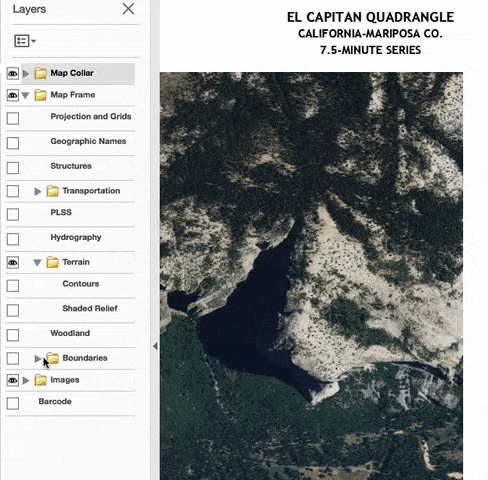 Layers
EL CAPITAN QUADRANGLE
CALIFORNIA-MARIPOSA CO.
7.5-MINUTE SERIES
Map Collar
Map Frame
Projection and Grids
Geographic Names
Structures
Transportation
PLSS
Hydrography
Terrain
Contours
Shaded Relief
Woodland
Boundaries
Images
Barcode